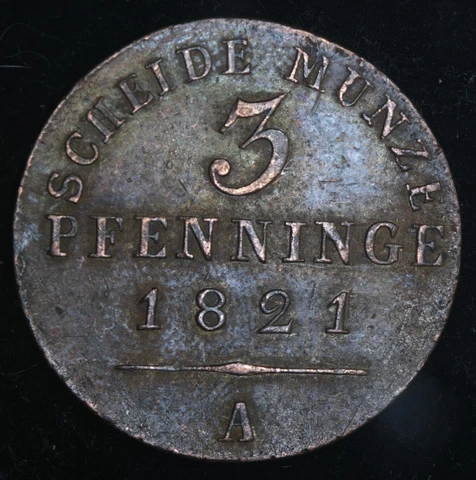 SCHEIDE MUNZE
3
PFENNINGE
1821
A